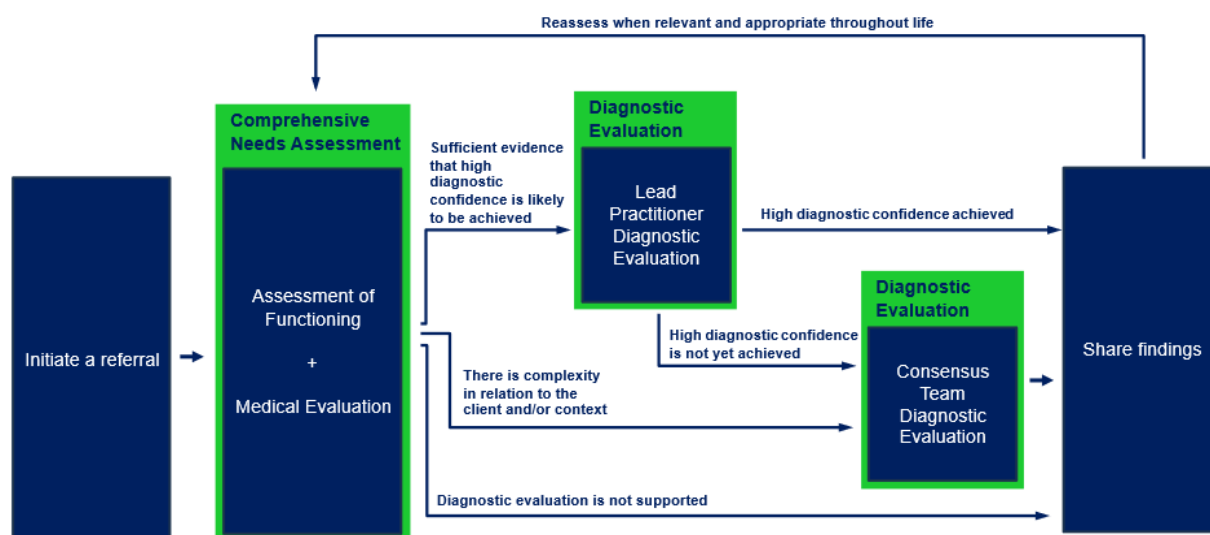 Reassess when relevant and appropriate throughout life
Initiate a referral
Comprehensive
Needs Assessment
Assessment of
Functioning
+
Medical Evaluation
Sufficient evidence
that high
diagnostic
confidence is likely
to be achieved
Diagnostic
Evaluation
Lead
Practitioner
Diagnostic
Evaluation
High diagnostic confidence achieved
High diagnostic confidence
is not yet achieved
There is complexity
in relation to the
client and/or context
Diagnostic
Evaluation
Consensus
Team
Diagnostic
Evaluation
Diagnostic evaluation is not supported
Share findings